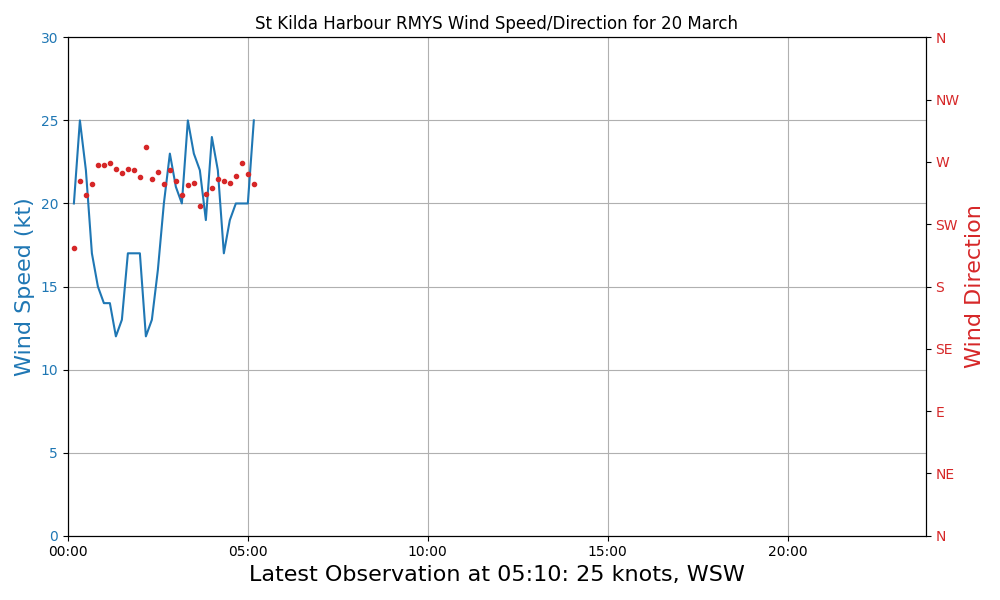 St Kilda Harbour RMYS Wind Speed/Direction for 20 March
Wind Speed (kt)
30
25
20
15
10
5
0
N
NW
W
SW
S
SE
E
NE
N
Wind Direction
00:00 05:00 10:00 15:00 20:00
Latest Observation at 05:10: 25 knots, WSW